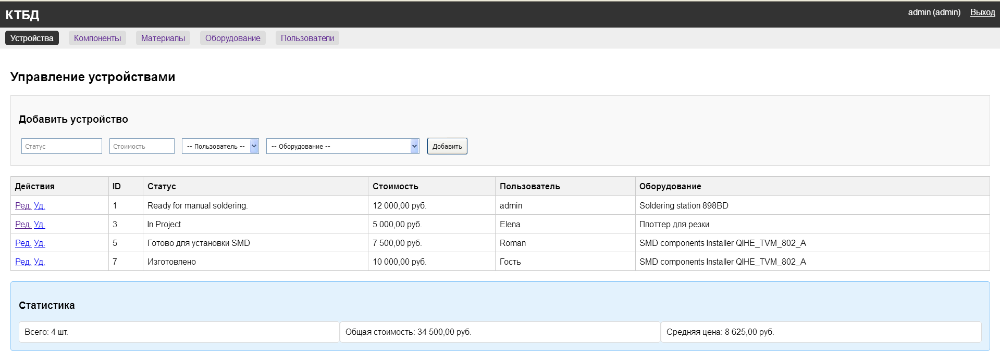 КТБД
admin (admin) Выход
Устройства Компоненты Материалы Оборудование Пользователи
Управление устройствами
Добавить устройство
Статус Стоимость -- Пользователь -- -- Оборудование -- Добавить
Действия ID Статус Стоимость Пользователь Оборудование
Ред. Уд. 1 Ready for manual soldering. 12 000,00 руб. admin Soldering station 898BD
Ред. Уд. 3 In Project 5 000,00 руб. Elena Плоттер для резки
Ред. Уд. 5 Готово для установки SMD 7 500,00 руб. Roman SMD components Installer QIHE_TVM_802_A
Ред. Уд. 7 Изготовлено 10 000,00 руб. Гость SMD components Installer QIHE_TVM_802_A
Статистика
Всего: 4 шт. Общая стоимость: 34 500,00 руб. Средняя цена: 8 625,00 руб.